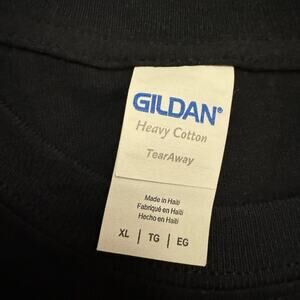 GILDAN®
Heavy Cotton
TearAway
Made in Haiti
Fabriqué en Haïti
Hecho en Haití
XL | TG | EG